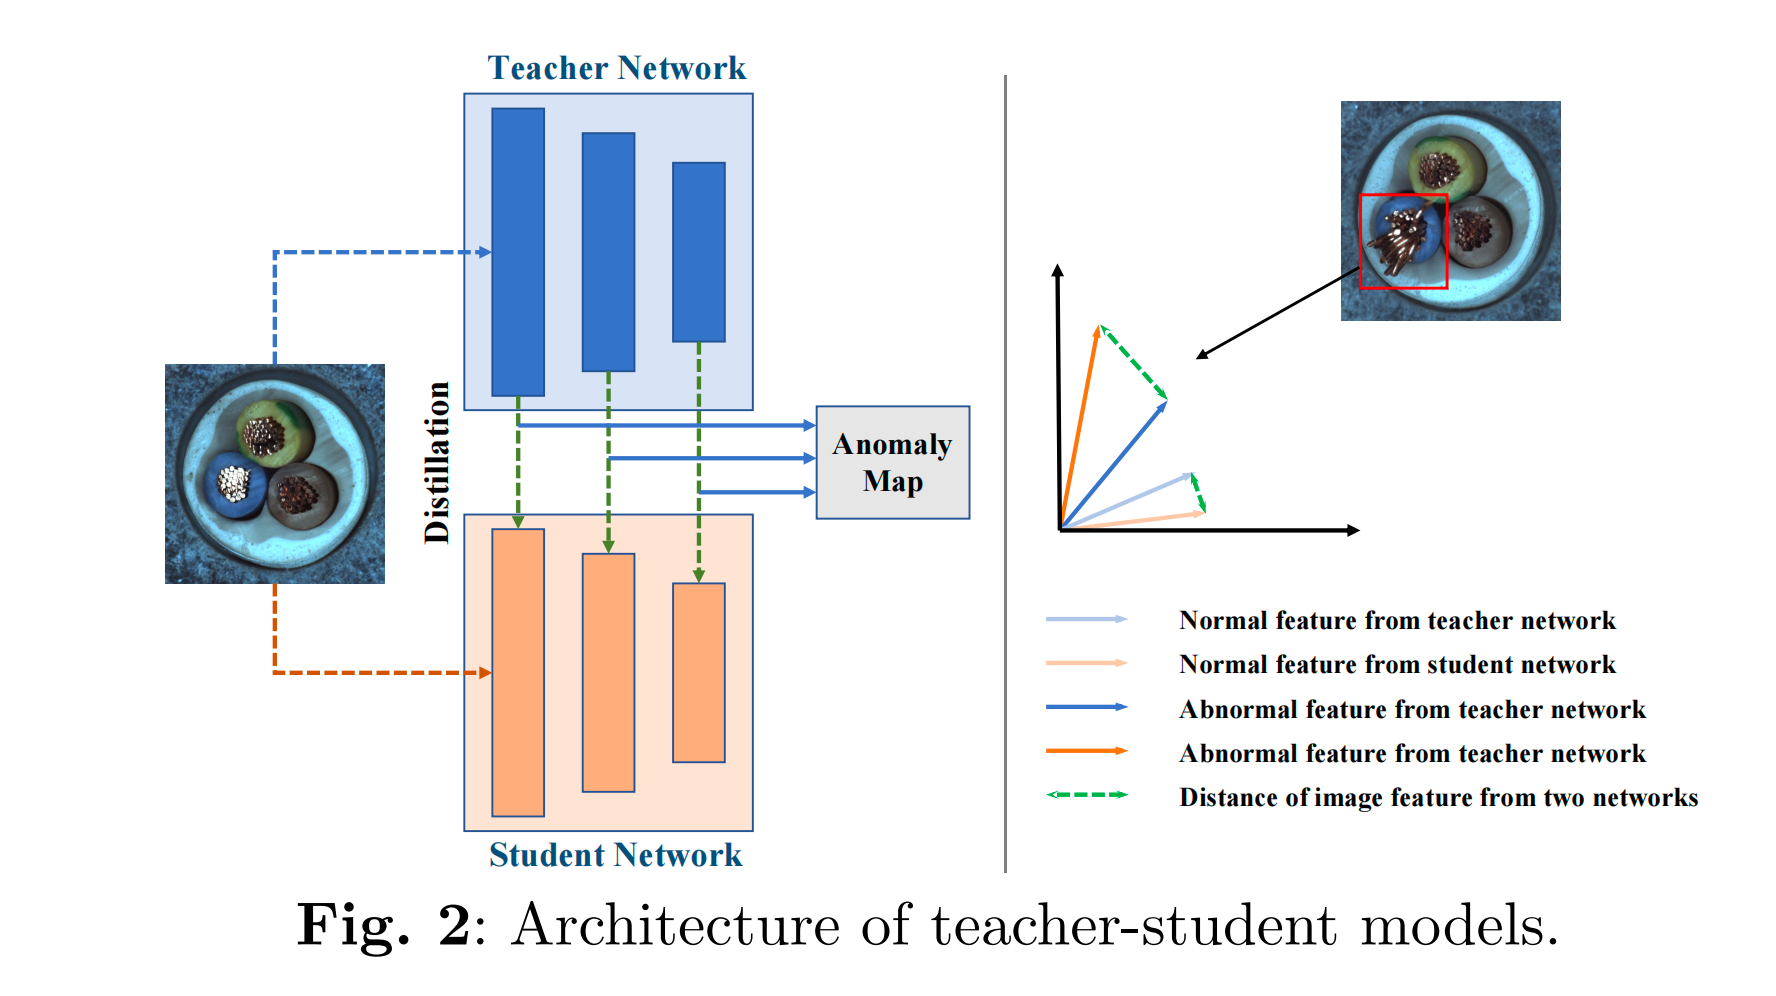 Teacher Network
Distillation
Anomaly
Map
Student Network
Normal feature from teacher network
Normal feature from student network
Abnormal feature from teacher network
Abnormal feature from teacher network
Distance of image feature from two networks
Fig. 2: Architecture of teacher-student models.